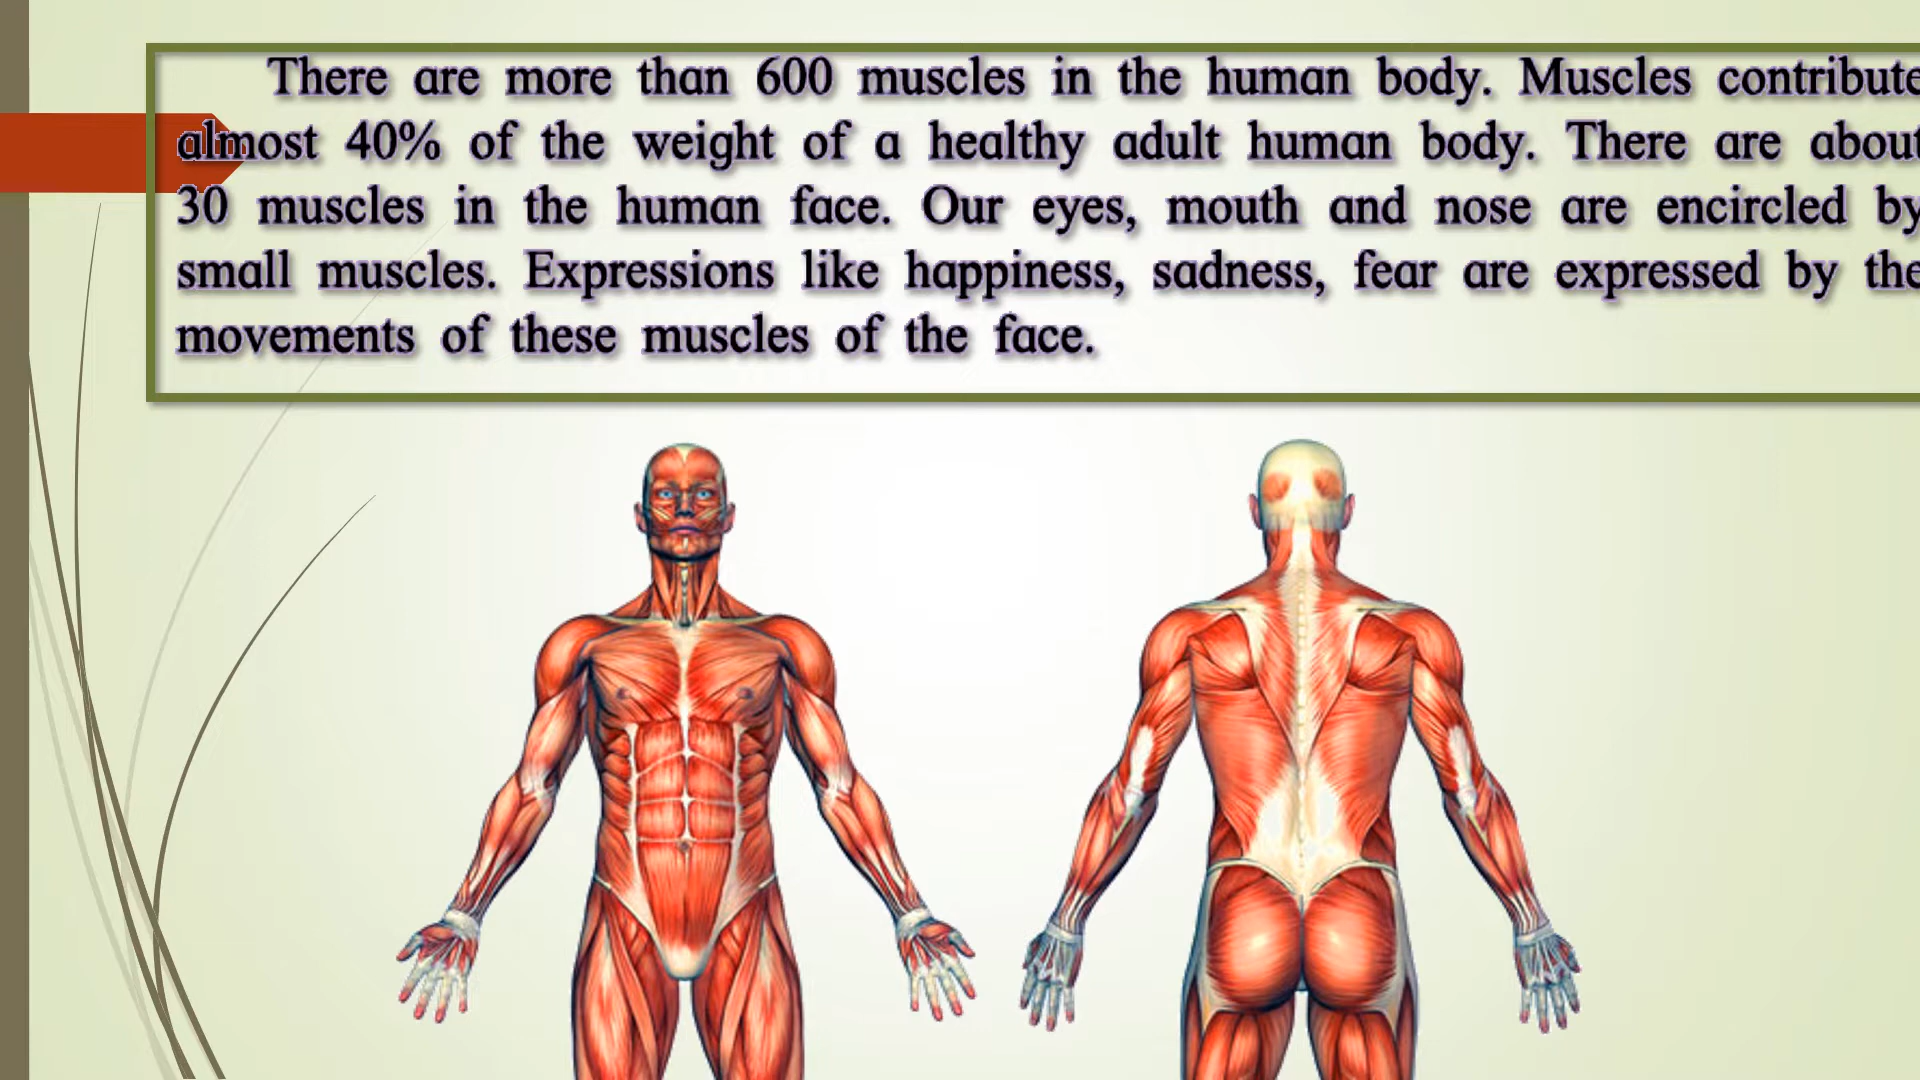 There are more than 600 muscles in the human body. Muscles contribute
almost 40% of the weight of a healthy adult human body. There are about
30 muscles in the human face. Our eyes, mouth and nose are encircled by
small muscles. Expressions like happiness, sadness, fear are expressed by the
movements of these muscles of the face.